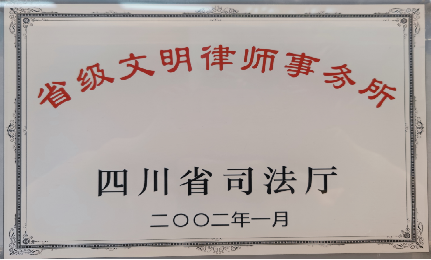 省级文明律师事务所
四川省司法厅
二〇〇二年一月